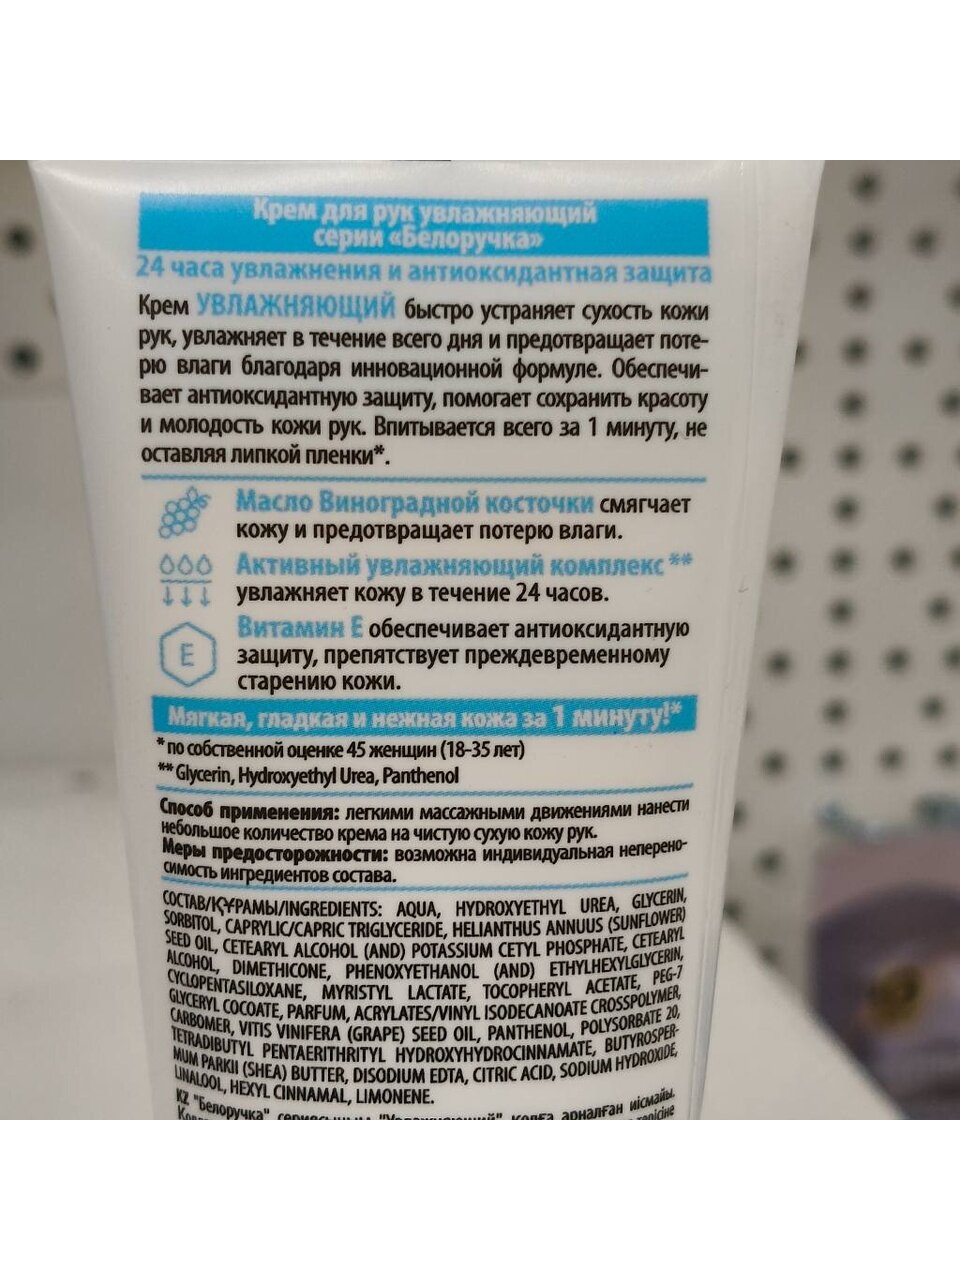 Крем для рук увлажняющий
серии «Белоручка»
24 часа увлажнения и антиоксидантная защита
Крем УВЛАЖНЯЮЩИЙ быстро устраняет сухость кожи
рук, увлажняет в течение всего дня и предотвращает поте-
рю влаги благодаря инновационной формуле. Обеспечи-
вает антиоксидантную защиту, помогает сохранить красоту
и молодость кожи рук. Впитывается всего за 1 минуту, не
оставляя липкой пленки*.
Масло Виноградной косточки смягчает
кожу и предотвращает потерю влаги.
Активный увлажняющий комплекс**
увлажняет кожу в течение 24 часов.
Витамин Е обеспечивает антиоксидантную
E
защиту, препятствует преждевременному
старению кожи.
Мягкая, гладкая и нежная кожа за 1 минуту!*
*по собственной оценке 45 женщин (18-35 лет)
**Glycerin, Hydroxyethyl Urea, Panthenol
Способ применения: легкими массажными движениями нанести
небольшое количество крема на чистую сухую кожу рук.
Меры предосторожности: возможна индивидуальная неперено-
симость ингредиентов состава.
СОСТАВ/ҚҰРАМЫ/INGREDIENTS: AQUA, HYDROXYETHYL UREA, GLYCERIN,
SORBITOL, CAPRYLIC/CAPRIC TRIGLYCERIDE, HELIANTHUS ANNUUS (SUNFLOWER)
SEED OIL, CETEARYL ALCOHOL (AND) POTASSIUM CETYL PHOSPHATE, CETEARYL
ALCOHOL, DIMETHICONE, PHENOXYETHANOL (AND) ETHYLHEXYLGLYCERIN,
CYCLOPENTASILOXANE, MYRISTYL LACTATE, TOCOPHERYL ACETATE, PEG-7
GLYCERYL COCOATE, PARFUM, ACRYLATES/VINYL ISODECANOATE CROSSPOLYMER,
CARBOMER, VITIS VINIFERA (GRAPE) SEED OIL, PANTHENOL, POLYSORBATE 20,
TETRADIBUTYL PENTAERITHRITYL HYDROXYHYDROCINNAMATE, BUTYROSPER-
MUM PARKII (SHEA) BUTTER, DISODIUM EDTA, CITRIC ACID, SODIUM HYDROXIDE,
LINALOOL, HEXYL CINNAMAL, LIMONENE.
KZ "Белоручка" сериясының "Увлажняющий" қолға арналған иісмайы.